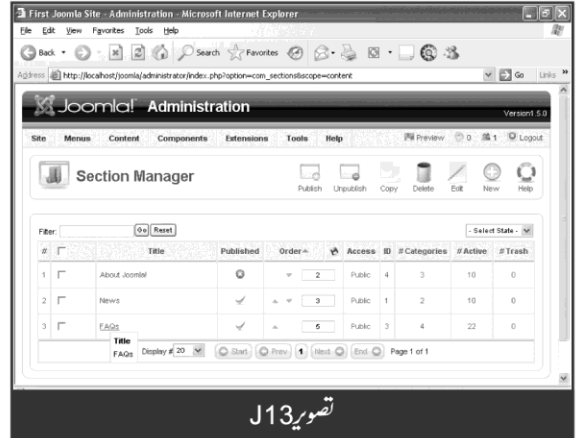 First Joomla Site - Administration - Microsoft Internet Explorer
File Edit View Favorites Tools Help
Back Search Favorites
Address http://localhost/joomla/administrator/index.php?option=com_sections&scope=content Go Links »
Joomla! Administration
Version1.5.0
Site Menus Content Components Extensions Tools Help Preview 0 1 Logout
Section Manager Publish Unpublish Copy Delete Edit New Help
Filter: Go Reset - Select State -
# Title Published Order Access ID # Categories # Active # Trash
1 About Joomla! 2 Public 4 3 10 0
2 News 3 Public 1 2 10 0
3 FAQs 5 Public 3 4 22 0
Title
FAQs
Display # 20 Start Prev 1 Next End Page 1 of 1
تصویر J13